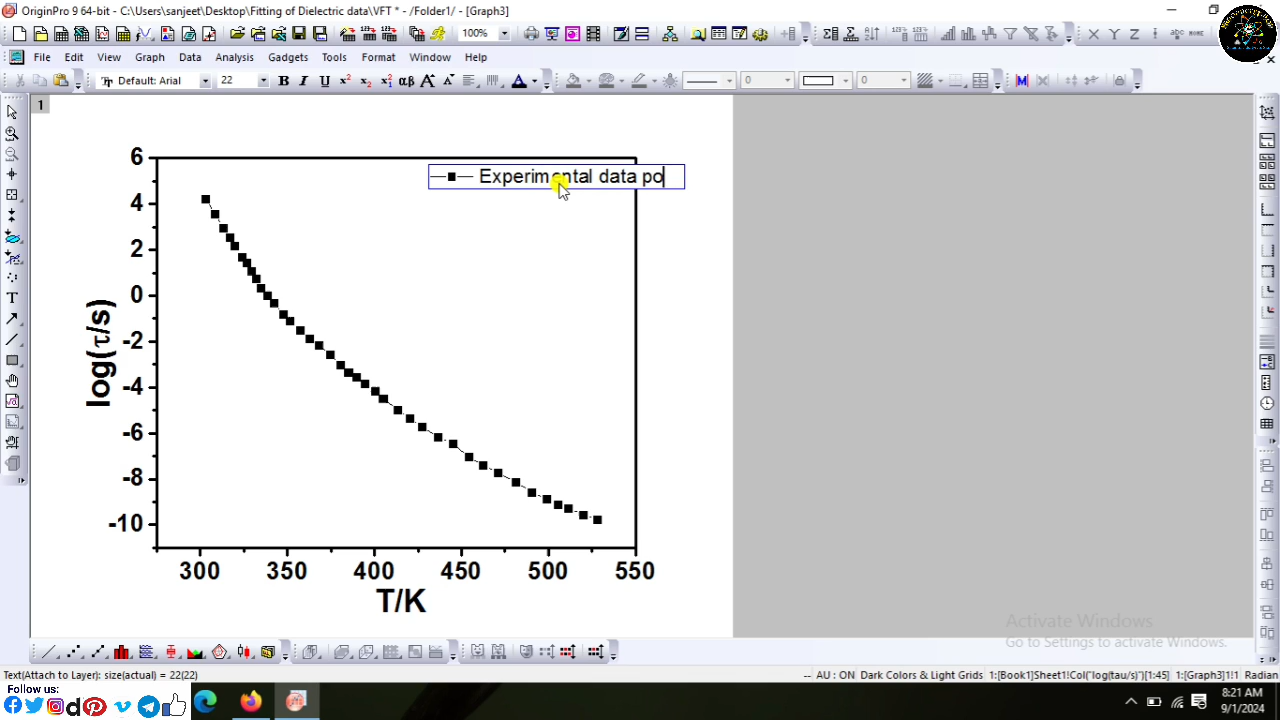 OriginPro 9 64-bit - C:\Users\sanjeet\Desktop\Fitting of Dielectric data\VFT * - /Folder1/ - [Graph3]
100%
File Edit View Graph Data Analysis Gadgets Tools Format Window Help
Default: Arial 22 B I U αβ A A A 0 0 M
X Y Z
1
Experimental data po
6
4
2
0
-2
-4
-6
-8
-10
log(τ/s)
300 350 400 450 500 550
T/K
Activate Windows
Go to Settings to activate Windows.
Text(Attach to Layer): size(actual) = 22(22)
-- AU : ON Dark Colors & Light Grids 1:[Book1]Sheet1!Col("log(tau/s)")[1:45] 1:[Graph3]1!1 Radian
Follow us:
8:21 AM
9/1/2024